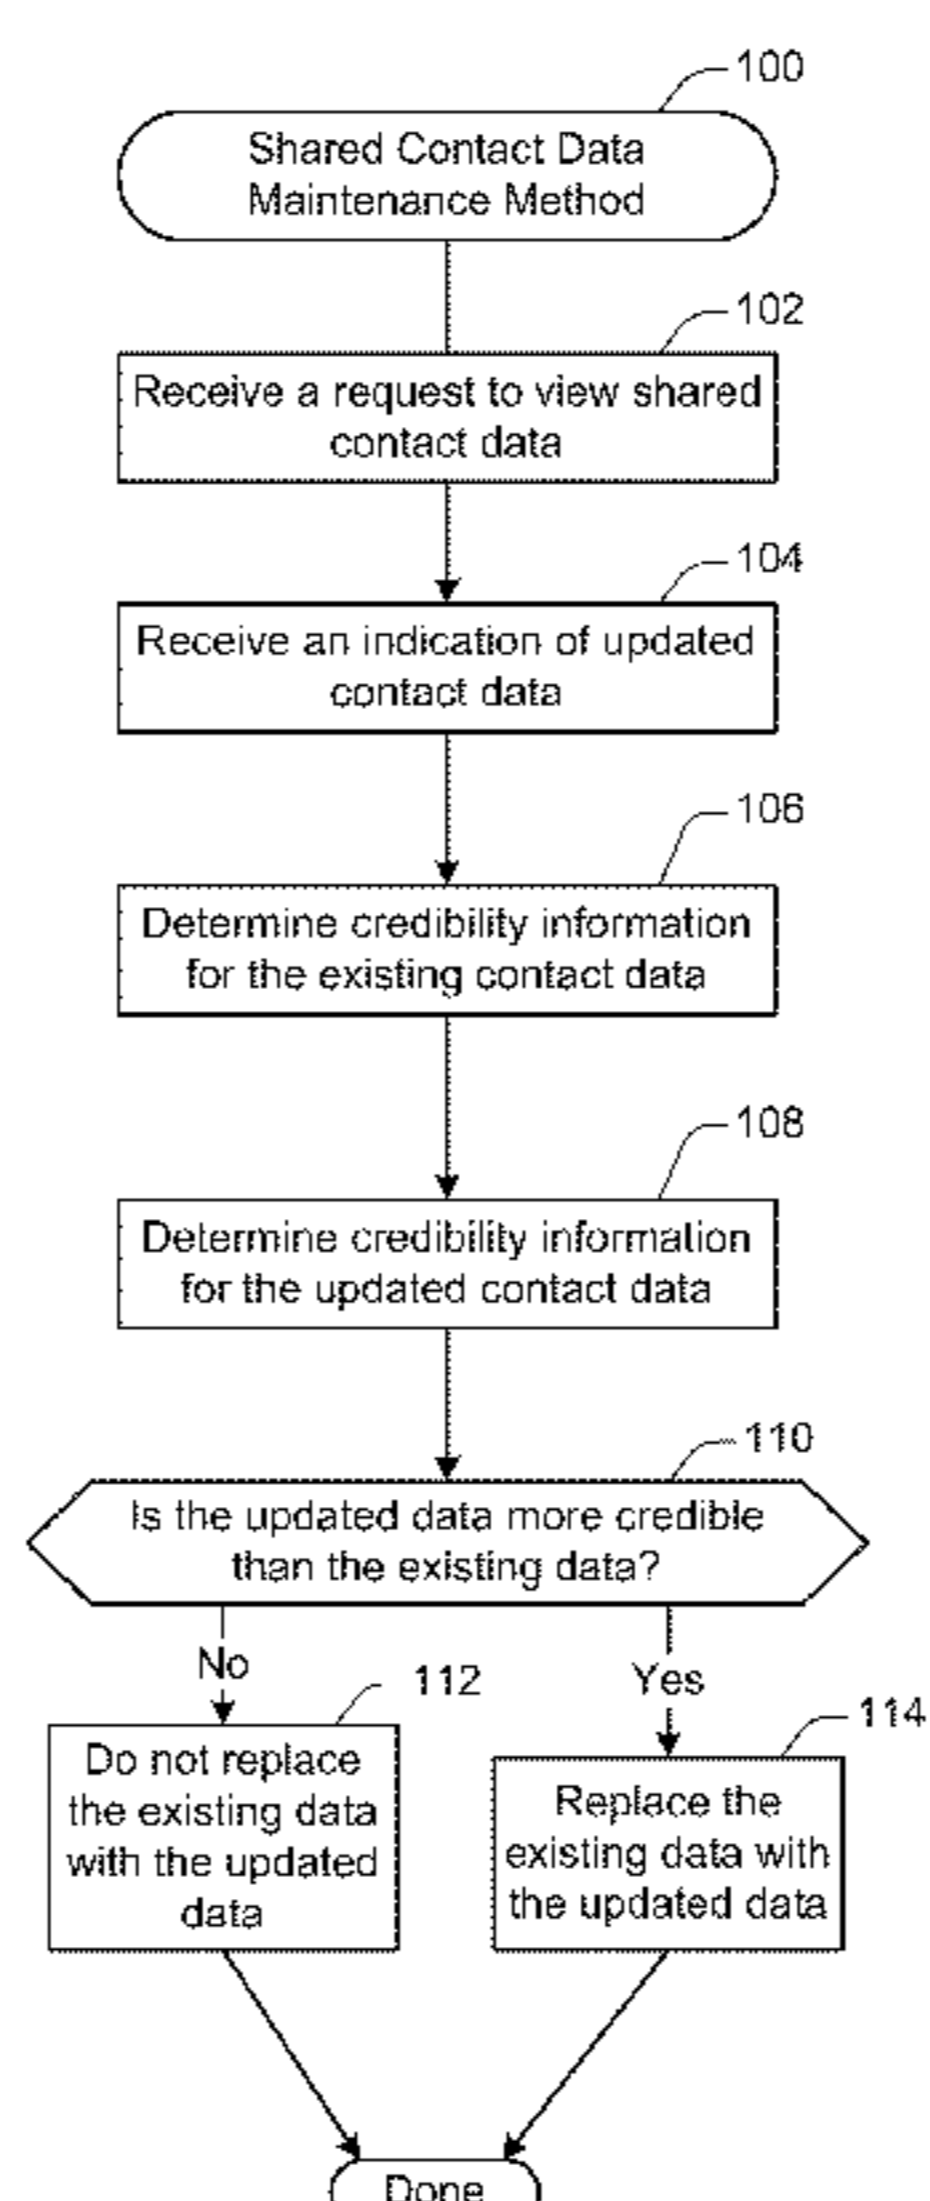 100
Shared Contact Data
Maintenance Method
102
Receive a request to view shared
contact data
104
Receive an indication of updated
contact data
106
Determine credibility information
for the existing contact data
108
Determine credibility information
for the updated contact data
110
Is the updated data more credible
than the existing data?
No
Yes
112
Do not replace
the existing data
with the updated
data
114
Replace the
existing data with
the updated data
Done